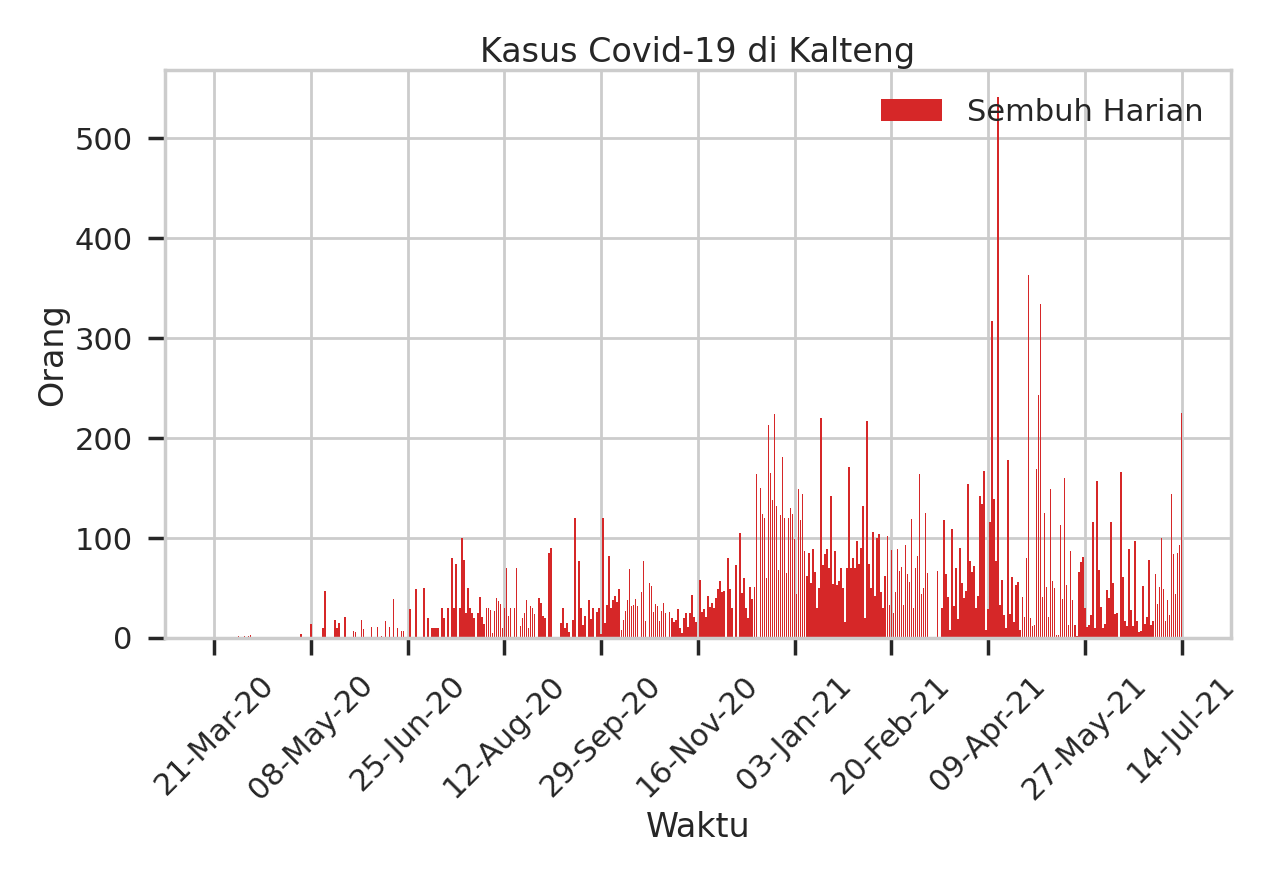 Kasus Covid-19 di Kalteng
Sembuh Harian
Orang
500
400
300
200
100
0
21-Mar-20
08-May-20
25-Jun-20
12-Aug-20
29-Sep-20
16-Nov-20
03-Jan-21
20-Feb-21
09-Apr-21
27-May-21
14-Jul-21
Waktu